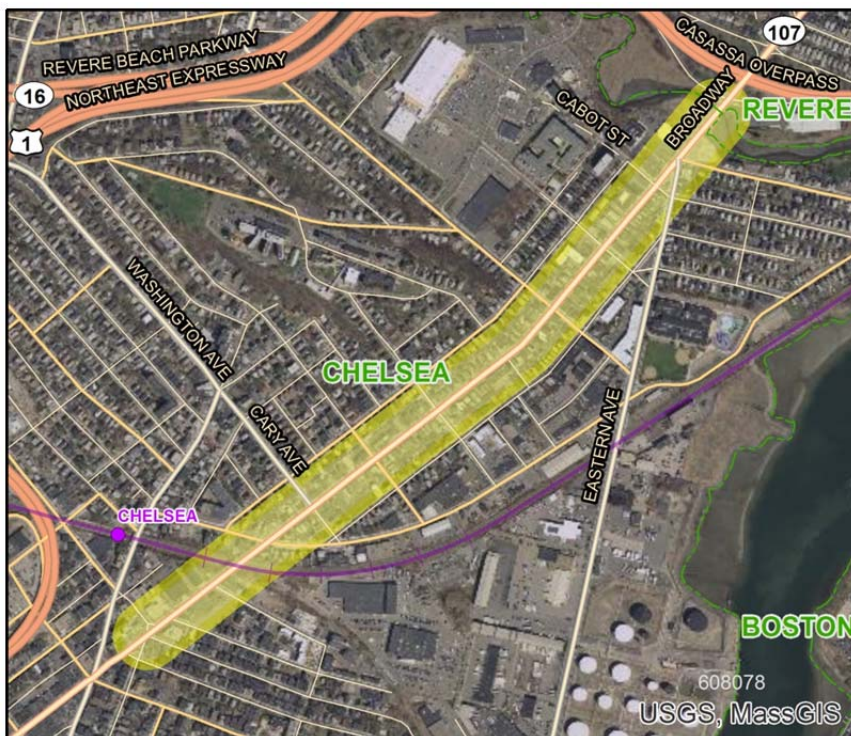 107
CASASSA OVERPASS
REVERE BEACH PARKWAY
NORTHEAST EXPRESSWAY
16
1
CABOT ST
BROADWAY
REVERE
WASHINGTON AVE
CHELSEA
CARY AVE
EASTERN AVE
CHELSEA
BOSTON
608078
USGS, MassGIS